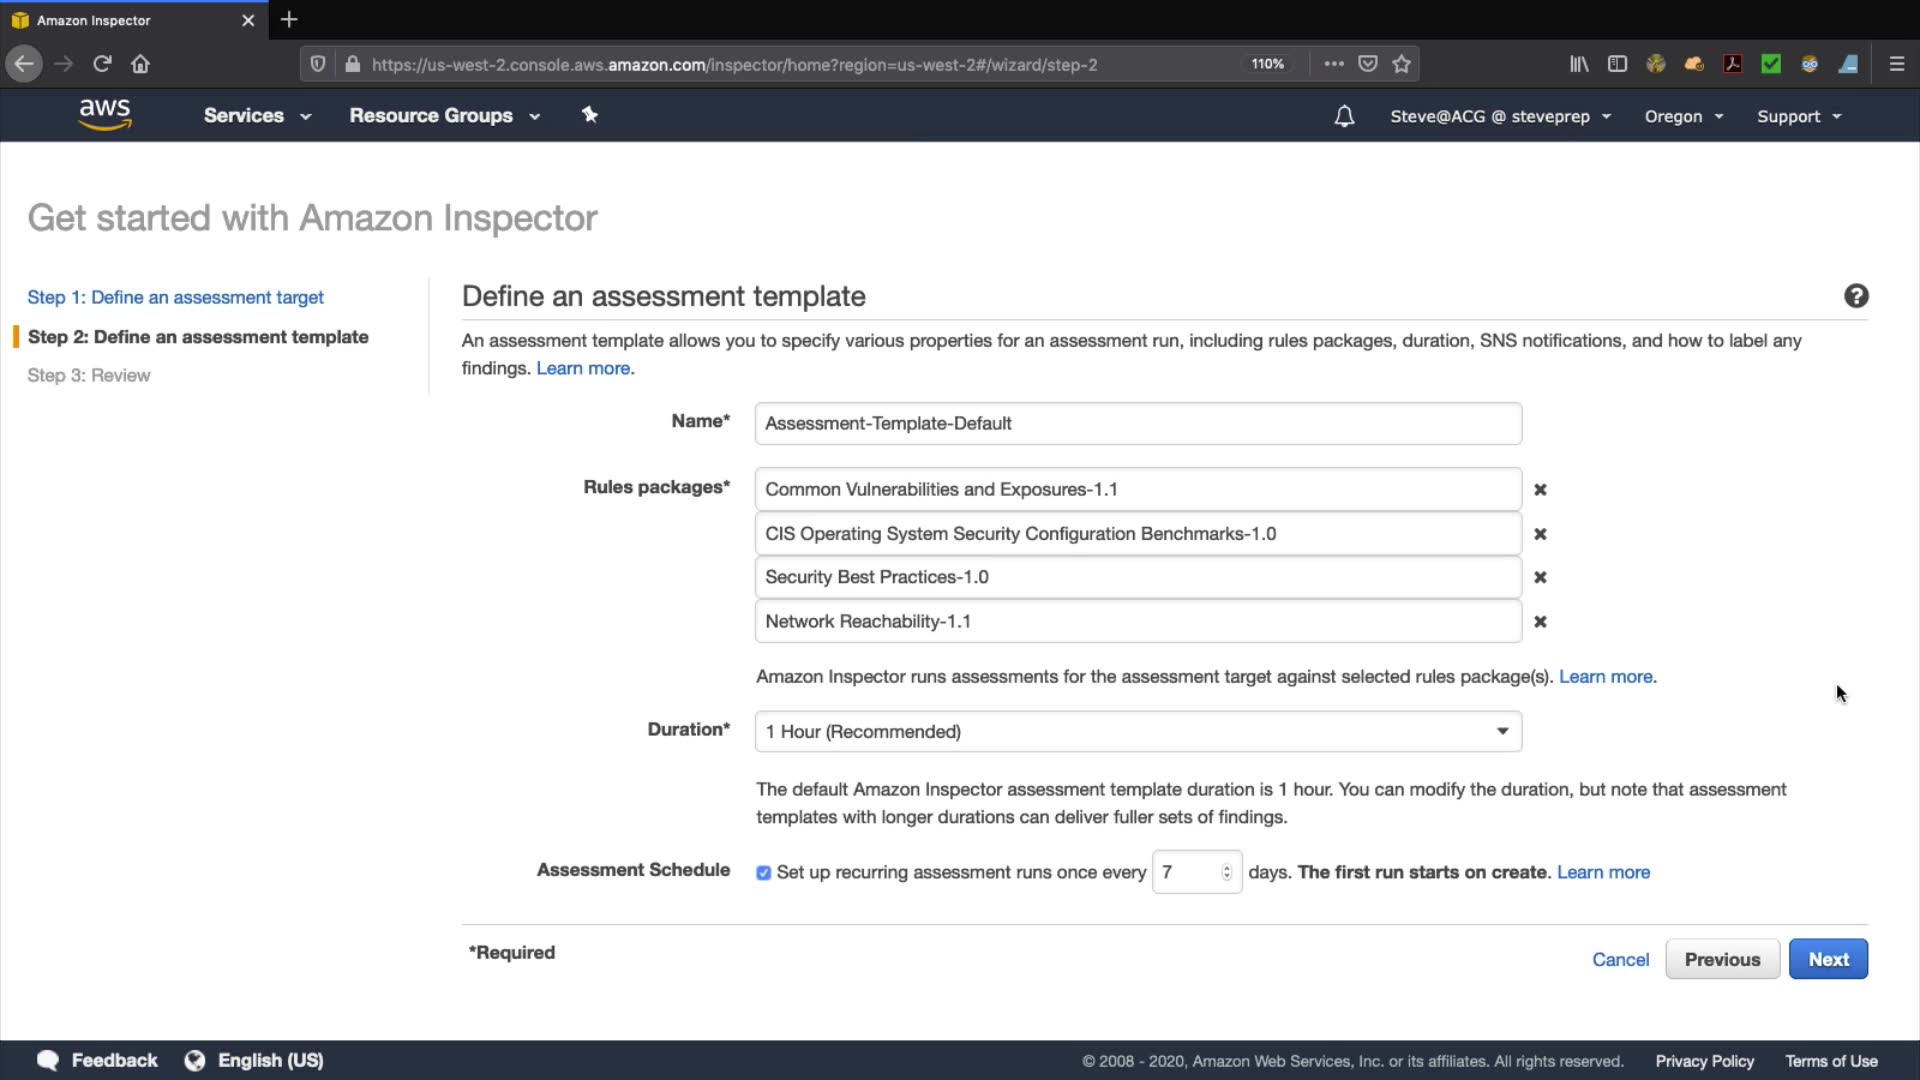 Amazon Inspector
https://us-west-2.console.aws.amazon.com/inspector/home?region=us-west-2#/wizard/step-2
110%
aws
Services
Resource Groups
Steve@ACG @ steveprep
Oregon
Support
Get started with Amazon Inspector
Step 1: Define an assessment target
Step 2: Define an assessment template
Step 3: Review
Define an assessment template
An assessment template allows you to specify various properties for an assessment run, including rules packages, duration, SNS notifications, and how to label any
findings. Learn more.
Name*
Assessment-Template-Default
Rules packages*
Common Vulnerabilities and Exposures-1.1
CIS Operating System Security Configuration Benchmarks-1.0
Security Best Practices-1.0
Network Reachability-1.1
Amazon Inspector runs assessments for the assessment target against selected rules package(s). Learn more.
Duration*
1 Hour (Recommended)
The default Amazon Inspector assessment template duration is 1 hour. You can modify the duration, but note that assessment
templates with longer durations can deliver fuller sets of findings.
Assessment Schedule
Set up recurring assessment runs once every 7 days. The first run starts on create. Learn more
*Required
Cancel
Previous
Next
Feedback
English (US)
© 2008 - 2020, Amazon Web Services, Inc. or its affiliates. All rights reserved.
Privacy Policy
Terms of Use